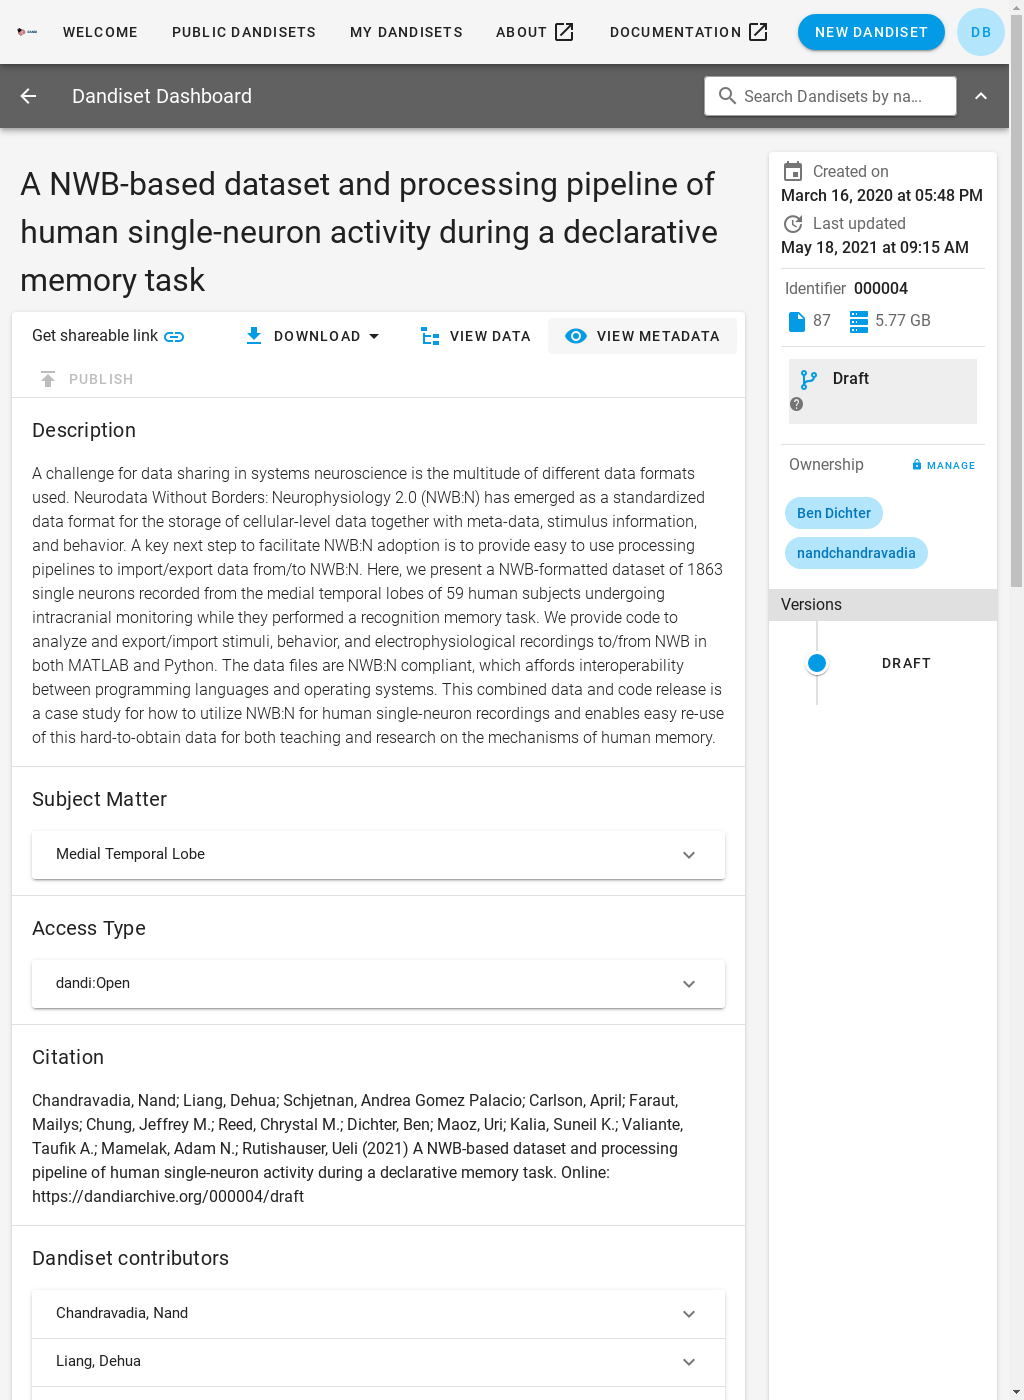 WELCOME PUBLIC DANDISETS MY DANDISETS ABOUT DOCUMENTATION NEW DANDISET DB
Dandiset Dashboard Search Dandisets by na...
A NWB-based dataset and processing pipeline of
human single-neuron activity during a declarative
memory task
Get shareable link DOWNLOAD VIEW DATA VIEW METADATA
PUBLISH
Description
A challenge for data sharing in systems neuroscience is the multitude of different data formats
used. Neurodata Without Borders: Neurophysiology 2.0 (NWB:N) has emerged as a standardized
data format for the storage of cellular-level data together with meta-data, stimulus information,
and behavior. A key next step to facilitate NWB:N adoption is to provide easy to use processing
pipelines to import/export data from/to NWB:N. Here, we present a NWB-formatted dataset of 1863
single neurons recorded from the medial temporal lobes of 59 human subjects undergoing
intracranial monitoring while they performed a recognition memory task. We provide code to
analyze and export/import stimuli, behavior, and electrophysiological recordings to/from NWB in
both MATLAB and Python. The data files are NWB:N compliant, which affords interoperability
between programming languages and operating systems. This combined data and code release is
a case study for how to utilize NWB:N for human single-neuron recordings and enables easy re-use
of this hard-to-obtain data for both teaching and research on the mechanisms of human memory.
Subject Matter
Medial Temporal Lobe
Access Type
dandi:Open
Citation
Chandravadia, Nand; Liang, Dehua; Schjetnan, Andrea Gomez Palacio; Carlson, April; Faraut,
Mailys; Chung, Jeffrey M.; Reed, Chrystal M.; Dichter, Ben; Maoz, Uri; Kalia, Suneil K.; Valiante,
Taufik A.; Mamelak, Adam N.; Rutishauser, Ueli (2021) A NWB-based dataset and processing
pipeline of human single-neuron activity during a declarative memory task. Online:
https://dandiarchive.org/000004/draft
Dandiset contributors
Chandravadia, Nand
Liang, Dehua
Created on
March 16, 2020 at 05:48 PM
Last updated
May 18, 2021 at 09:15 AM
Identifier 000004
87 5.77 GB
Draft
Ownership MANAGE
Ben Dichter
nandchandravadia
Versions
DRAFT